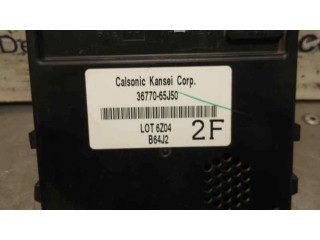 Calsonic Kansei Corp.
36770-65J50
LOT 6Z04
2F
B64J2